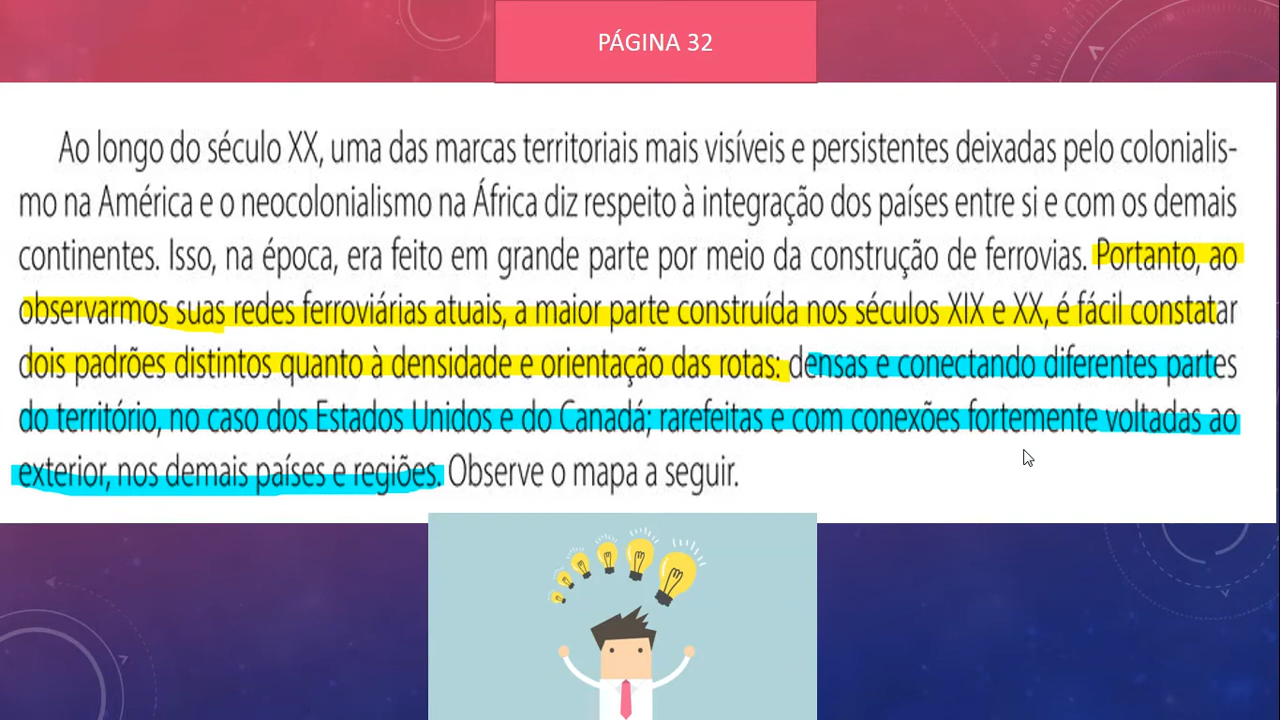 PÁGINA 32
Ao longo do século XX, uma das marcas territoriais mais visíveis e persistentes deixadas pelo colonialis-
mo na América e o neocolonialismo na África diz respeito à integração dos países entre si e com os demais
continentes. Isso, na época, era feito em grande parte por meio da construção de ferrovias. Portanto, ao
observarmos suas redes ferroviárias atuais, a maior parte construída nos séculos XIX e XX, é fácil constatar
dois padrões distintos quanto à densidade e orientação das rotas: densas e conectando diferentes partes
do território, no caso dos Estados Unidos e do Canadá; rarefeitas e com conexões fortemente voltadas ao
exterior, nos demais países e regiões. Observe o mapa a seguir.